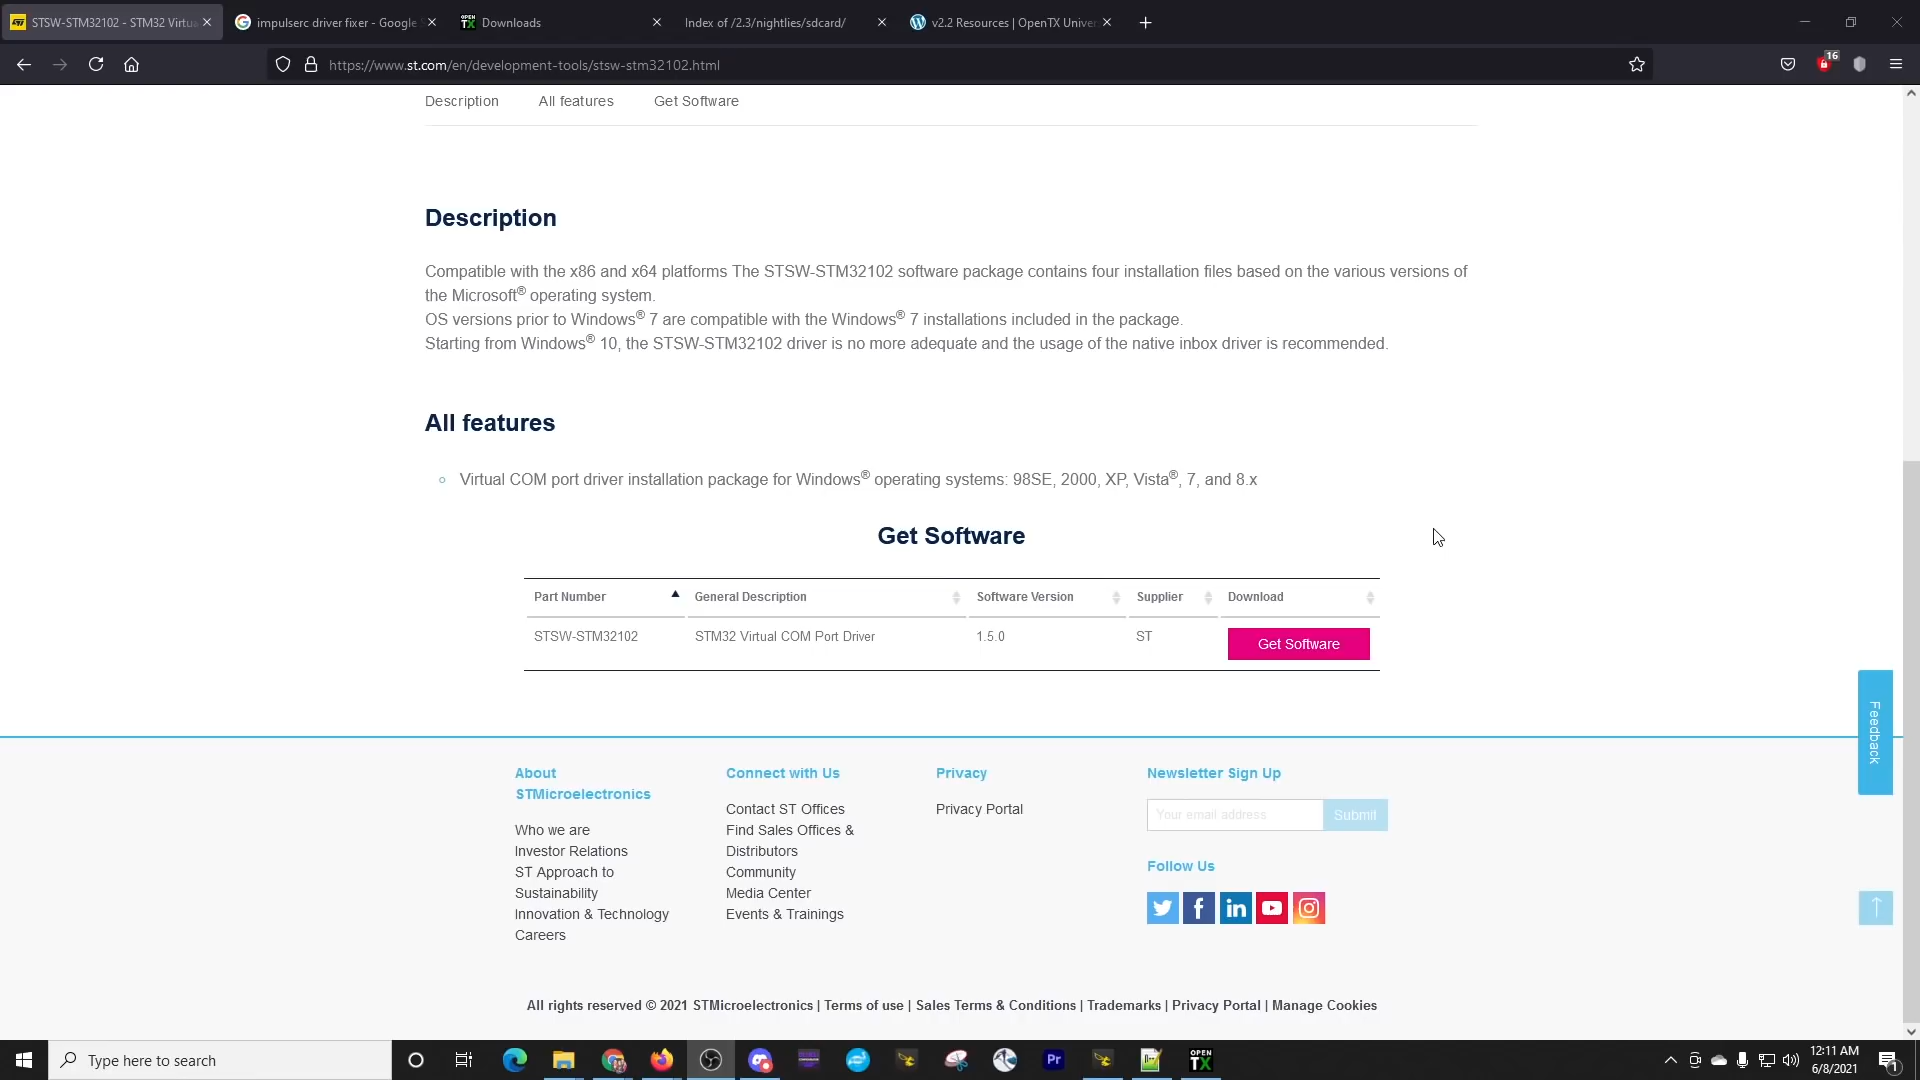 STSW-STM32102 - STM32 Virtua
impulserc driver fixer - Google
OPEN TX Downloads
Index of /2.3/nightlies/sdcard/
v2.2 Resources | OpenTX Univer
https://www.st.com/en/development-tools/stsw-stm32102.html
16
Description
All features
Get Software
Description
Compatible with the x86 and x64 platforms The STSW-STM32102 software package contains four installation files based on the various versions of
the Microsoft® operating system.
OS versions prior to Windows® 7 are compatible with the Windows® 7 installations included in the package.
Starting from Windows® 10, the STSW-STM32102 driver is no more adequate and the usage of the native inbox driver is recommended.
All features
Virtual COM port driver installation package for Windows® operating systems: 98SE, 2000, XP, Vista®, 7, and 8.x
Get Software
Part Number
General Description
Software Version
Supplier
Download
STSW-STM32102
STM32 Virtual COM Port Driver
1.5.0
ST
Get Software
Feedback
About
STMicroelectronics
Who we are
Investor Relations
ST Approach to
Sustainability
Innovation & Technology
Careers
Connect with Us
Contact ST Offices
Find Sales Offices &
Distributors
Community
Media Center
Events & Trainings
Privacy
Privacy Portal
Newsletter Sign Up
Your email address
Submit
Follow Us
All rights reserved © 2021 STMicroelectronics | Terms of use | Sales Terms & Conditions | Trademarks | Privacy Portal | Manage Cookies
Type here to search
Pr
OPEN
TX
12:11 AM
6/8/2021
1